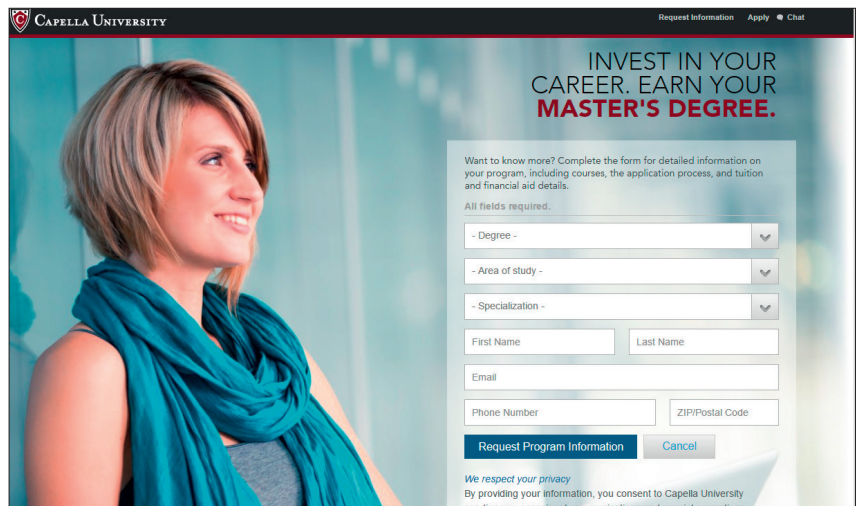 CAPELLA UNIVERSITY
Request Information Apply Chat
INVEST IN YOUR
CAREER. EARN YOUR
MASTER'S DEGREE.
Want to know more? Complete the form for detailed information on
your program, including courses, the application process, and tuition
and financial aid details.
All fields required.
- Degree -
- Area of study -
- Specialization -
First Name Last Name
Email
Phone Number ZIP/Postal Code
Request Program Information Cancel
We respect your privacy
By providing your information, you consent to Capella University